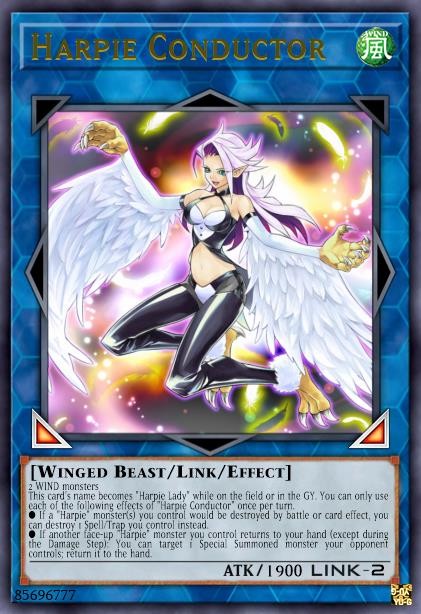 Harpie Conductor
WIND
風
[Winged Beast/Link/Effect]
2 WIND monsters
This card's name becomes "Harpie Lady" while on the field or in the GY. You can only use
each of the following effects of "Harpie Conductor" once per turn.
● If a "Harpie" monster(s) you control would be destroyed by battle or card effect, you
can destroy 1 Spell/Trap you control instead.
● If another face-up "Harpie" monster you control returns to your hand (except during
the Damage Step): You can target 1 Special Summoned monster your opponent
controls; return it to the hand.
ATK/1900 LINK-2
85696777